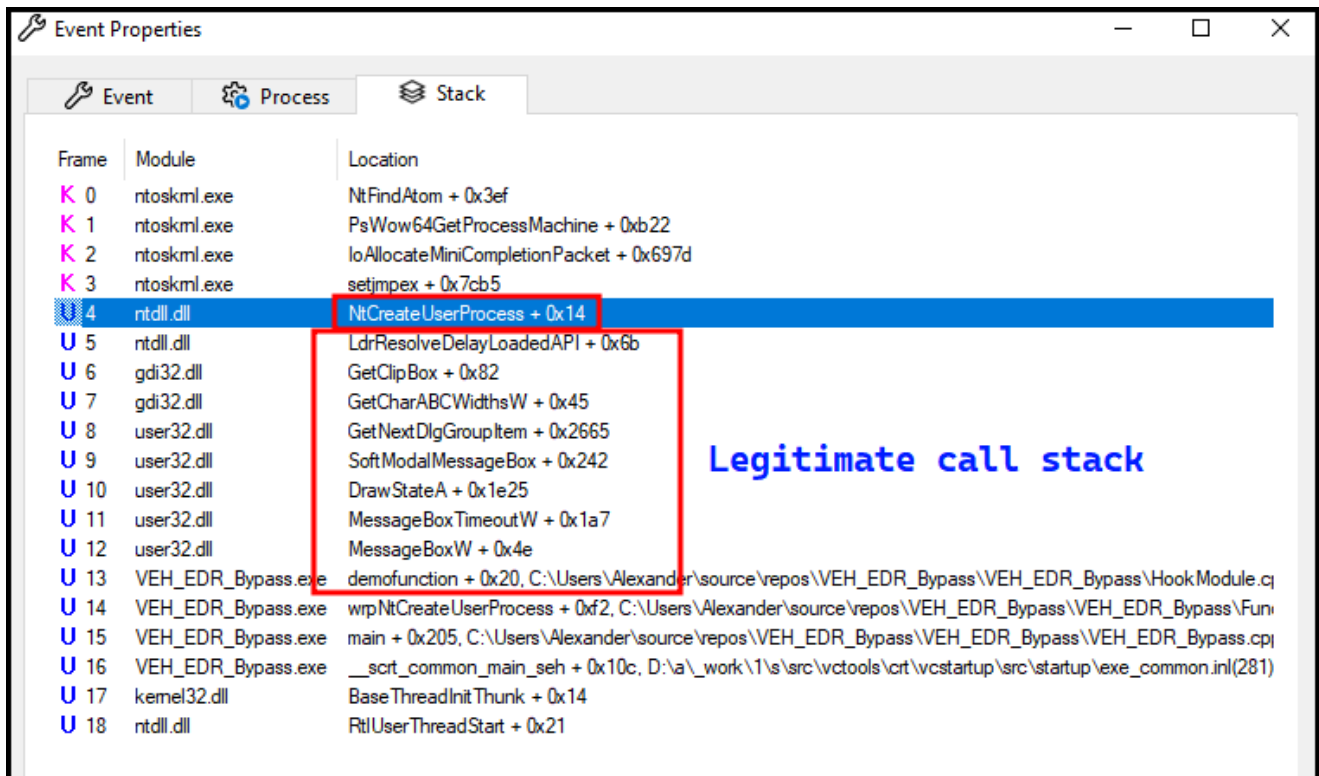 Event Properties
Event Process Stack
Frame Module Location
K 0 ntoskrnl.exe NtFindAtom + 0x3ef
K 1 ntoskrnl.exe PsWow64GetProcessMachine + 0xb22
K 2 ntoskrnl.exe IoAllocateMiniCompletionPacket + 0x697d
K 3 ntoskrnl.exe setjmpex + 0x7cb5
U 4 ntdll.dll NtCreateUserProcess + 0x14
U 5 ntdll.dll LdrResolveDelayLoadedAPI + 0x6b
U 6 gdi32.dll GetClipBox + 0x82
U 7 gdi32.dll GetCharABCWidthsW + 0x45
U 8 user32.dll GetNextDlgGroupItem + 0x2665
U 9 user32.dll SoftModalMessageBox + 0x242
Legitimate call stack
U 10 user32.dll DrawStateA + 0x1e25
U 11 user32.dll MessageBoxTimeoutW + 0x1a7
U 12 user32.dll MessageBoxW + 0x4e
U 13 VEH_EDR_Bypass.exe demofunction + 0x20, C:\Users\Alexander\source\repos\VEH_EDR_Bypass\VEH_EDR_Bypass\HookModule.cp
U 14 VEH_EDR_Bypass.exe wrpNtCreateUserProcess + 0xf2, C:\Users\Alexander\source\repos\VEH_EDR_Bypass\VEH_EDR_Bypass\Func
U 15 VEH_EDR_Bypass.exe main + 0x205, C:\Users\Alexander\source\repos\VEH_EDR_Bypass\VEH_EDR_Bypass\VEH_EDR_Bypass.cpp
U 16 VEH_EDR_Bypass.exe __scrt_common_main_seh + 0x10c, D:\a\_work\1\s\src\vctools\crt\vcstartup\src\startup\exe_common.inl(281)
U 17 kernel32.dll BaseThreadInitThunk + 0x14
U 18 ntdll.dll RtlUserThreadStart + 0x21